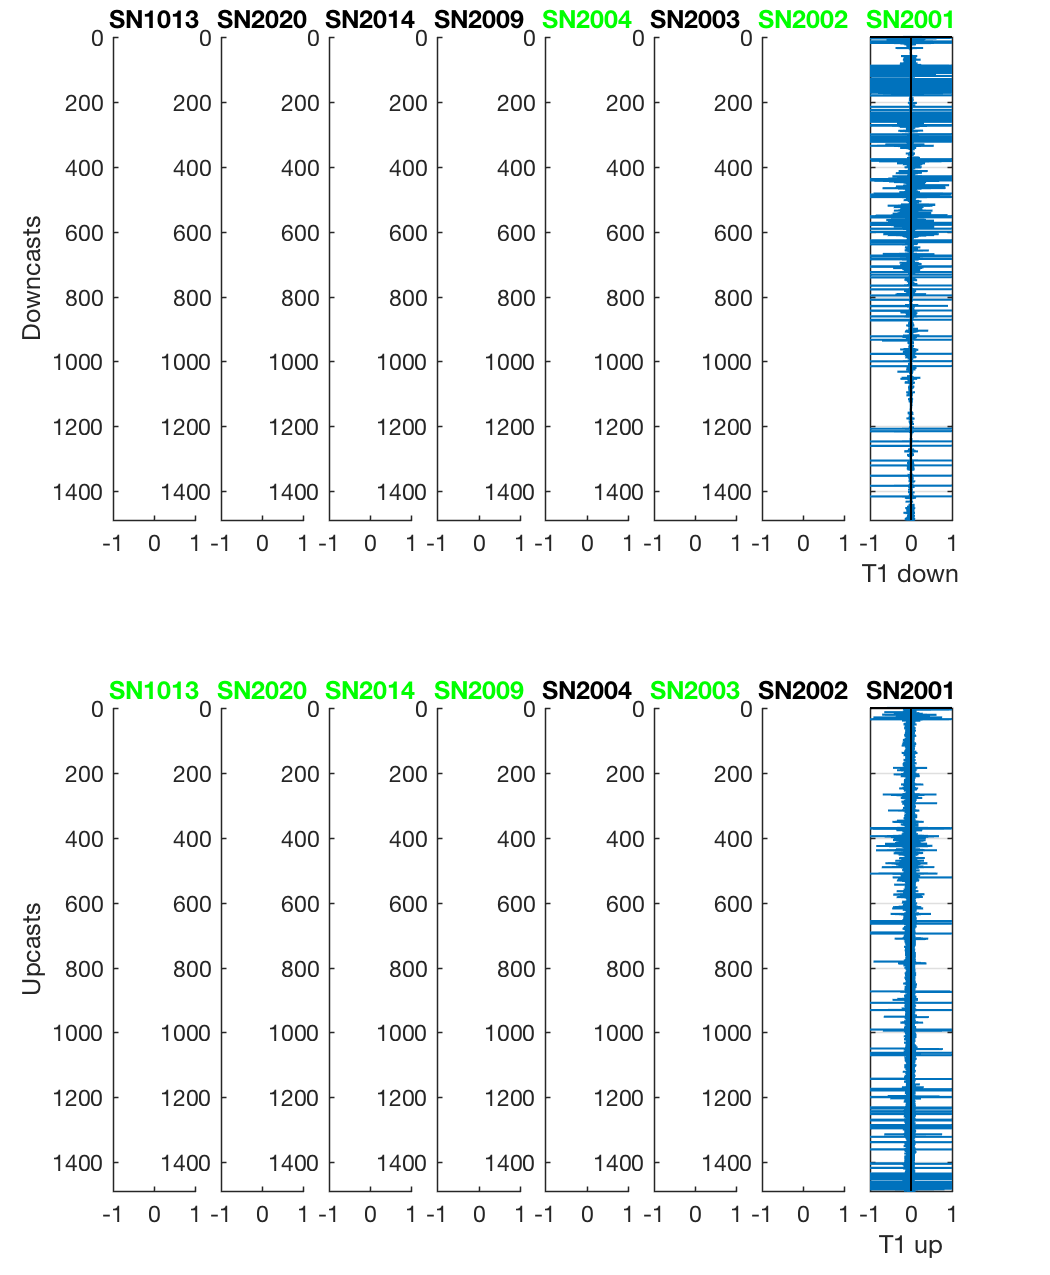 SN1013 SN2020 SN2014 SN2009 SN2004 SN2003 SN2002 SN2001
0 0 0 0 0 0 0 0
200 200 200 200 200 200 200 200
400 400 400 400 400 400 400 400
600 600 600 600 600 600 600 600
800 800 800 800 800 800 800 800
1000 1000 1000 1000 1000 1000 1000 1000
1200 1200 1200 1200 1200 1200 1200 1200
1400 1400 1400 1400 1400 1400 1400 1400
Downcasts
-1 0 1 -1 0 1 -1 0 1 -1 0 1 -1 0 1 -1 0 1 -1 0 1 -1 0 1
T1 down
SN1013 SN2020 SN2014 SN2009 SN2004 SN2003 SN2002 SN2001
0 0 0 0 0 0 0
200 200 200 200 200 200 200
400 400 400 400 400 400 400
600 600 600 600 600 600 600
800 800 800 800 800 800 800
1000 1000 1000 1000 1000 1000 1000
1200 1200 1200 1200 1200 1200 1200
1400 1400 1400 1400 1400 1400 1400
Upcasts
-1 0 1 -1 0 1 -1 0 1 -1 0 1 -1 0 1 -1 0 1 -1 0 1 -1 0 1
T1 up